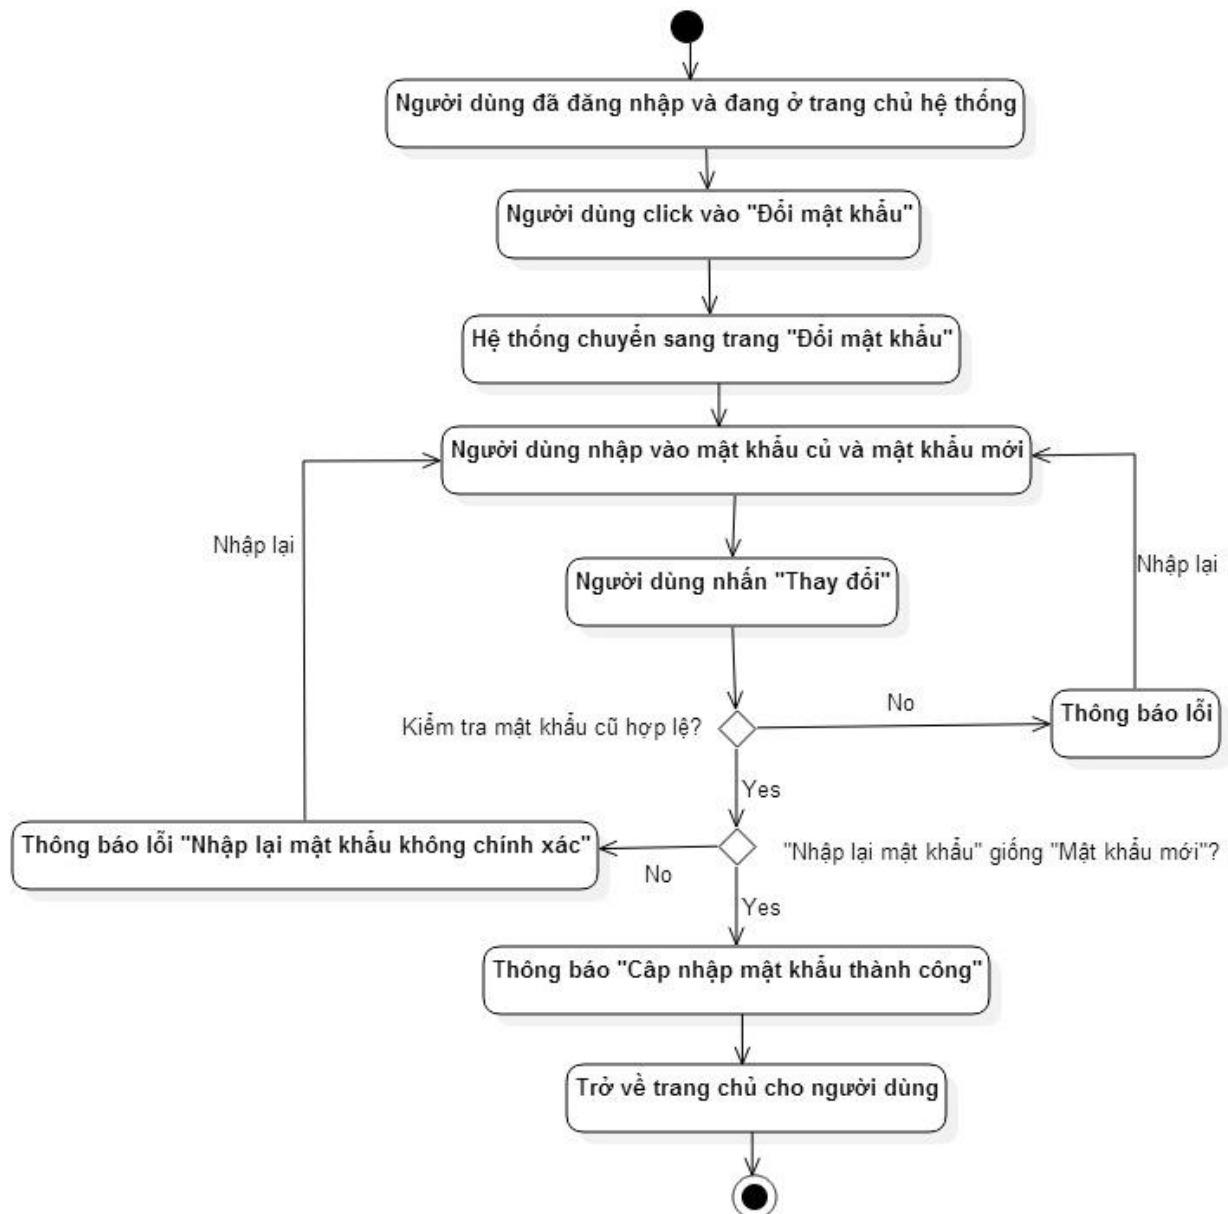 Người dùng đã đăng nhập và đang ở trang chủ hệ thống
Người dùng click vào "Đổi mật khẩu"
Hệ thống chuyển sang trang "Đổi mật khẩu"
Người dùng nhập vào mật khẩu củ và mật khẩu mới
Nhập lại
Nhập lại
Người dùng nhấn "Thay đổi"
No
Thông báo lỗi
Kiểm tra mật khẩu cũ hợp lệ?
Yes
Thông báo lỗi "Nhập lại mật khẩu không chính xác"
"Nhập lại mật khẩu" giống "Mật khẩu mới"?
No
Yes
Thông báo "Câp nhập mật khẩu thành công"
Trở về trang chủ cho người dùng